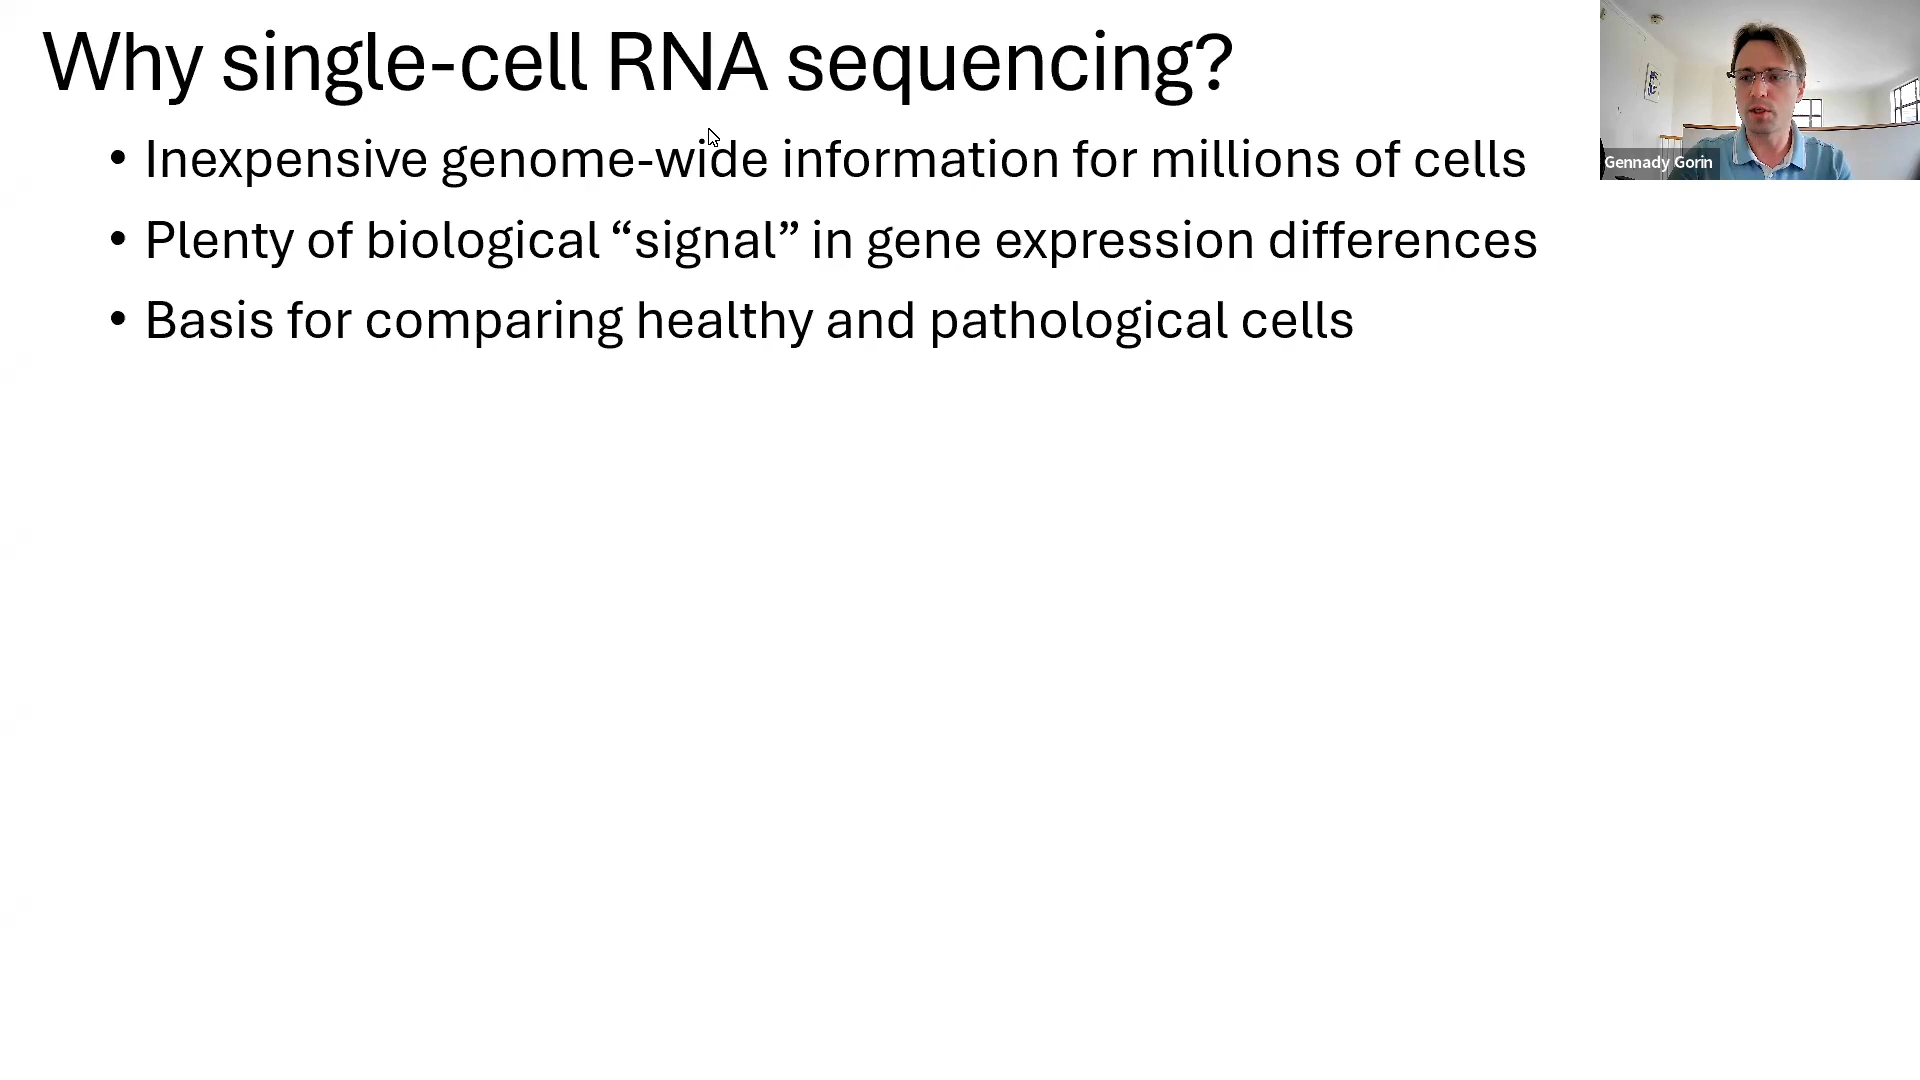 Why single-cell RNA sequencing?
• Inexpensive genome-wide information for millions of cells
• Plenty of biological “signal” in gene expression differences
• Basis for comparing healthy and pathological cells
Gennady Gorin